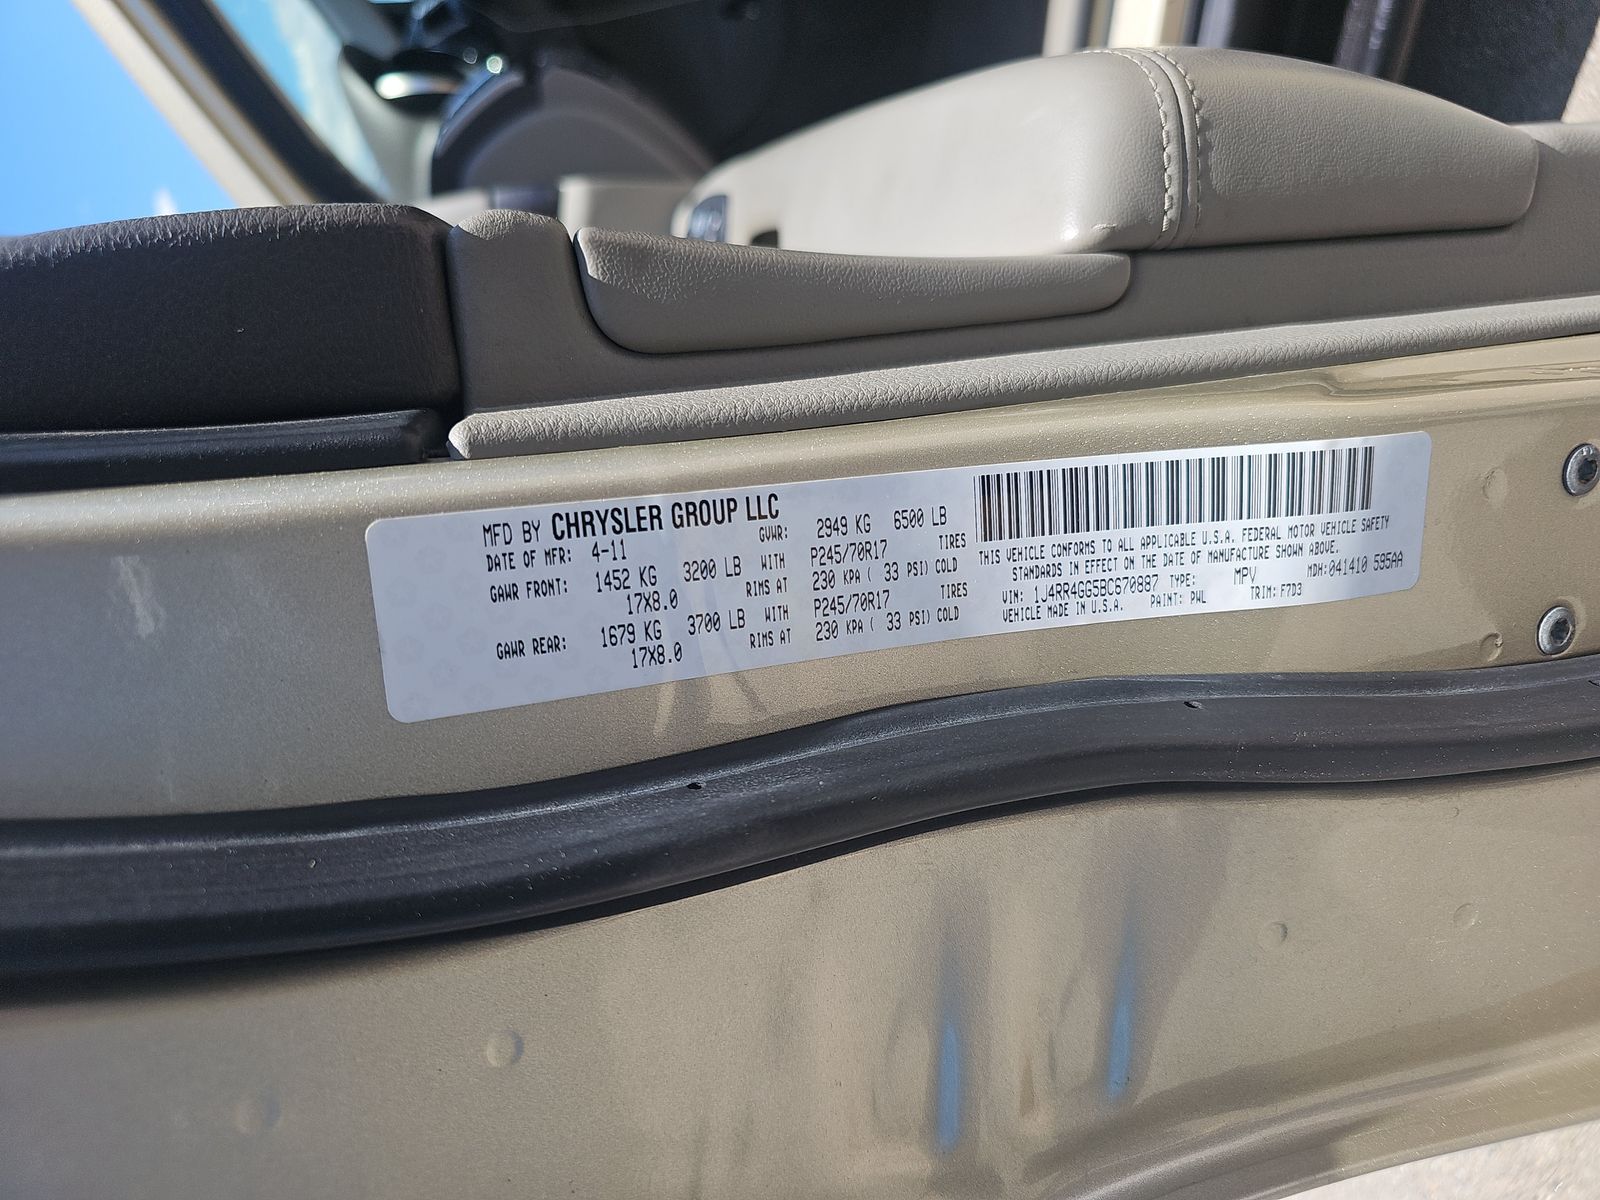 MFD BY CHRYSLER GROUP LLC
DATE OF MFR: 4-11 GVWR: 2949 KG 6500 LB
GAWR FRONT: 1452 KG 3200 LB WITH P245/70R17 TIRES
17X8.0 RIMS AT 230 KPA ( 33 PSI) COLD
GAWR REAR: 1679 KG 3700 LB WITH P245/70R17 TIRES
17X8.0 RIMS AT 230 KPA ( 33 PSI) COLD
THIS VEHICLE CONFORMS TO ALL APPLICABLE U.S.A. FEDERAL MOTOR VEHICLE SAFETY
STANDARDS IN EFFECT ON THE DATE OF MANUFACTURE SHOWN ABOVE.
VIN: 1J4RR4GG5BC670887 TYPE: MPV MDH:041410 595AA
VEHICLE MADE IN U.S.A. PAINT: PWL TRIM: F7D3